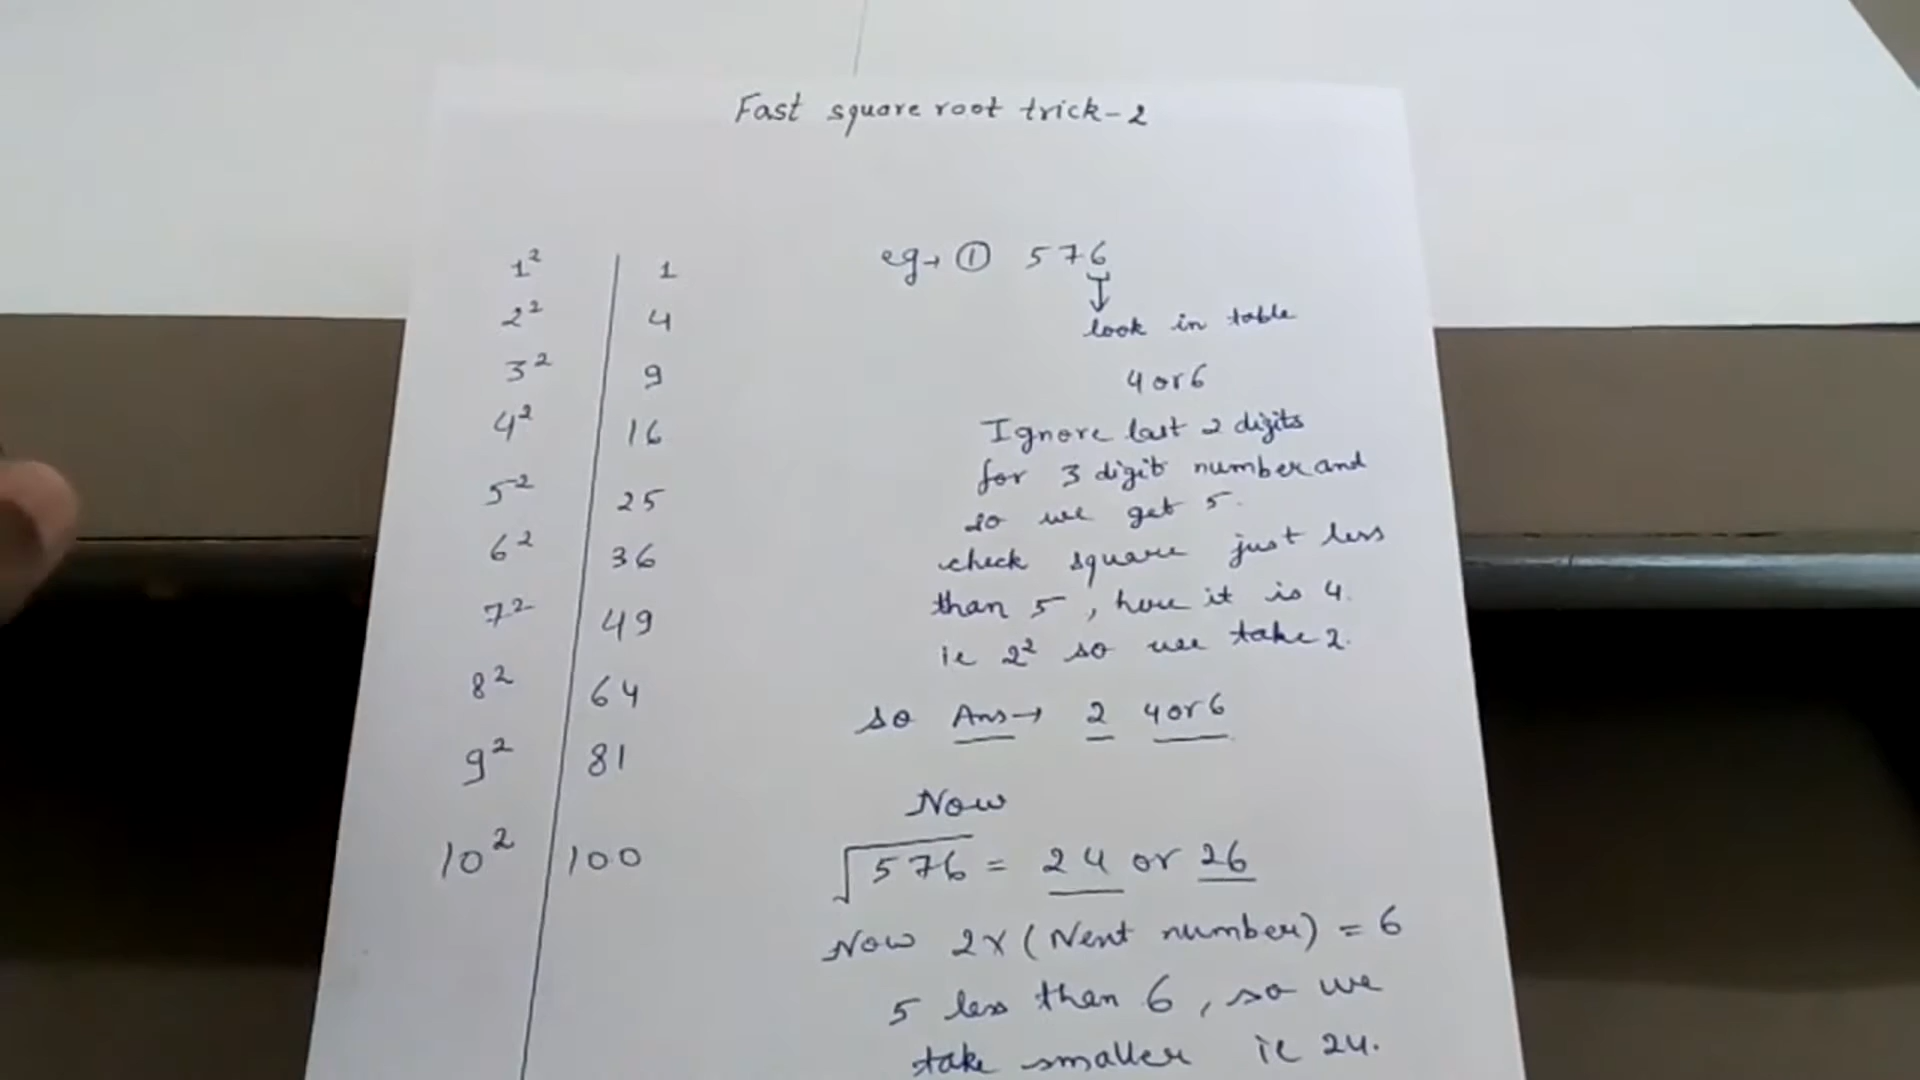 Fast square root trick-2
1² | 1
2² | 4
3² | 9
4² | 16
5² | 25
6² | 36
7² | 49
8² | 64
9² | 81
10² | 100
eg→ ① 576
↓
look in table
4 or 6
Ignore last 2 digits
for 3 digit number and
so we get 5.
check square just less
than 5, here it is 4.
ie 2² so we take 2.
so Ans→ 2 4 or 6
Now
√576 = 24 or 26
Now 2x (Next number) = 6
5 less than 6, so we
take smaller ie 24.